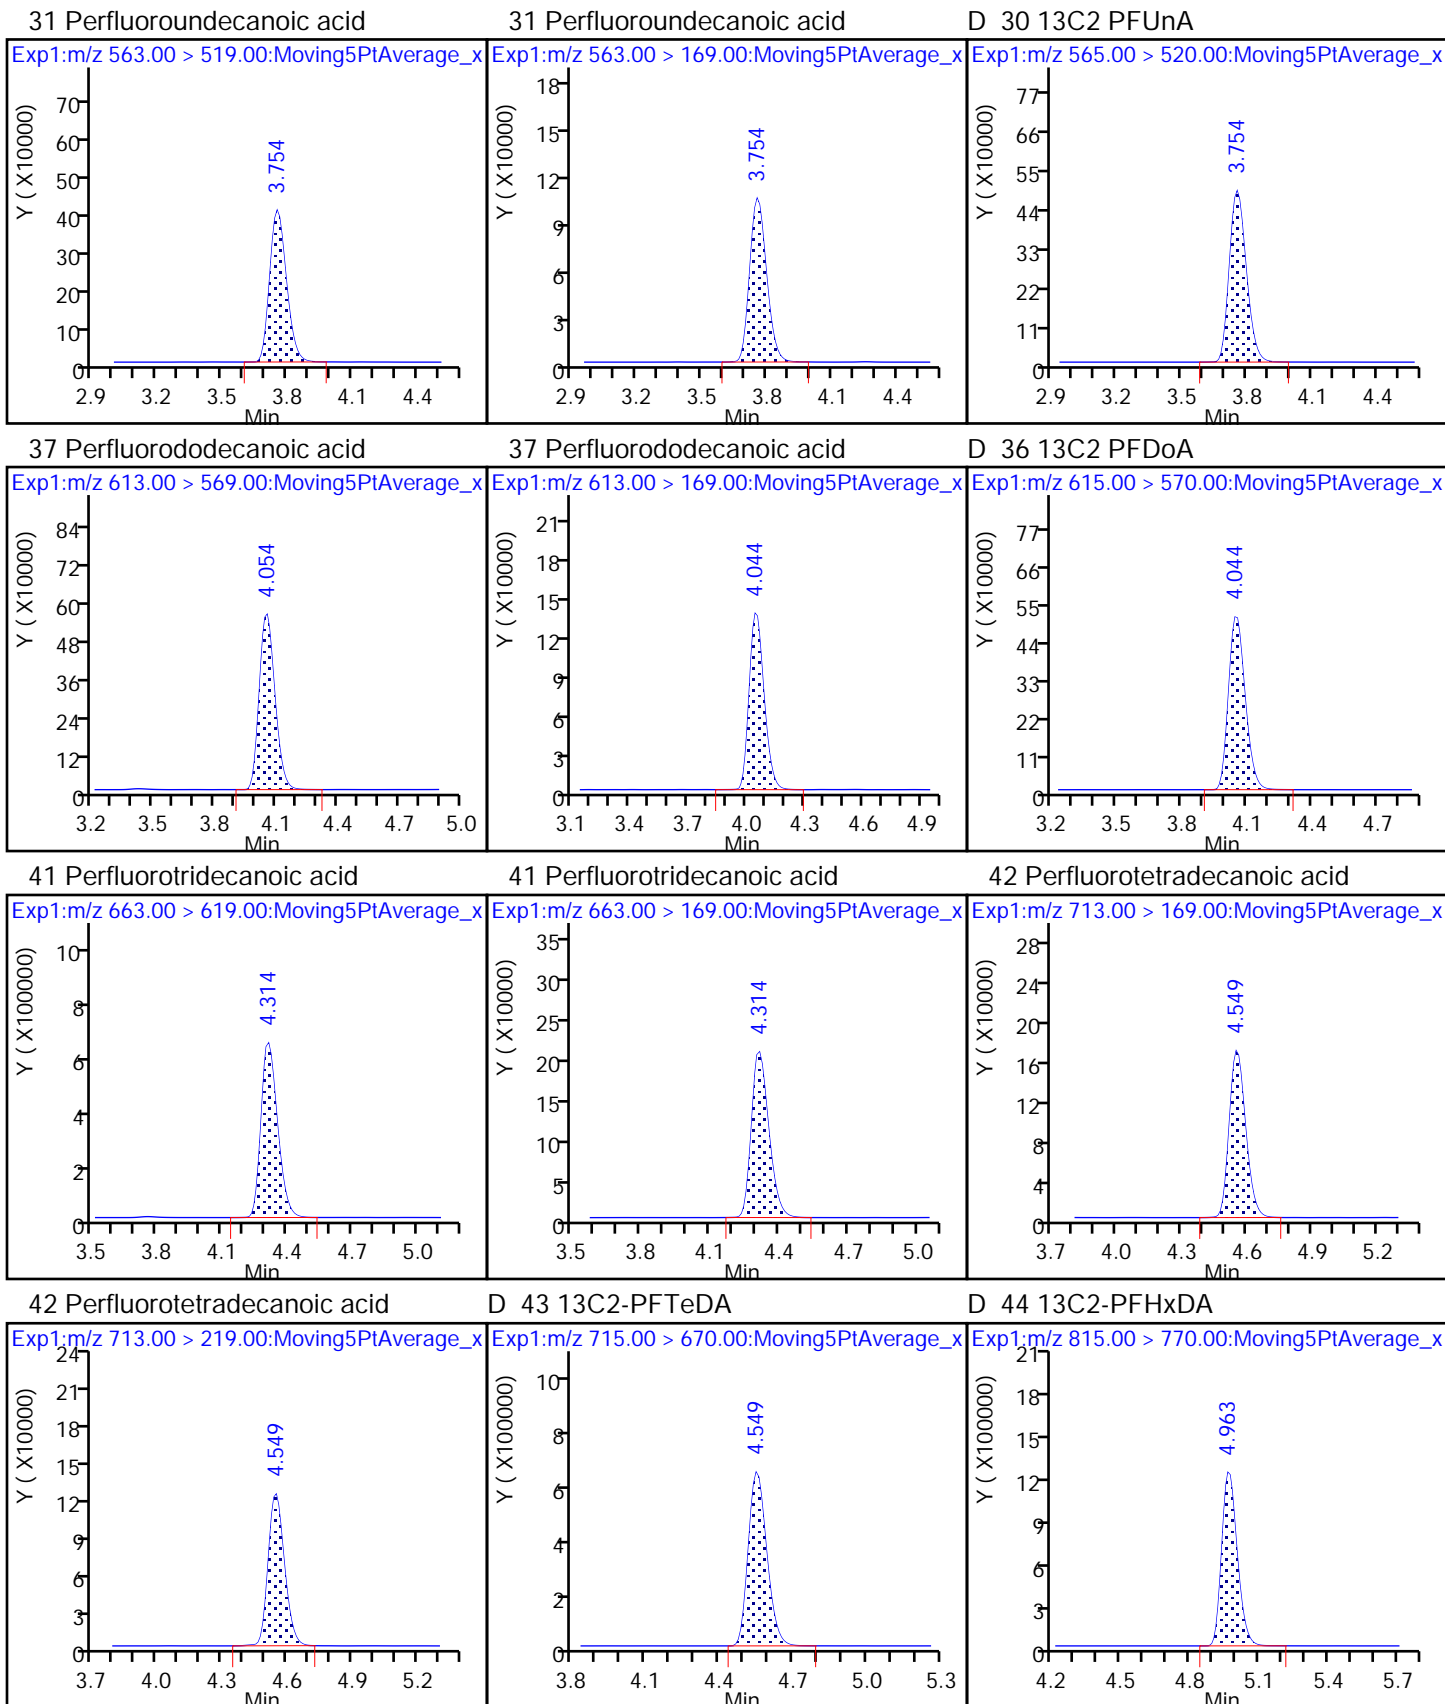 31 Perfluoroundecanoic acid
Exp1:m/z 563.00 > 519.00:Moving5PtAverage_x
Y ( X10000)
70
60
50
40
30
20
10
0
3.754
2.9 3.2 3.5 3.8 4.1 4.4
Min
31 Perfluoroundecanoic acid
Exp1:m/z 563.00 > 169.00:Moving5PtAverage_x
Y ( X10000)
18
15
12
9
6
3
0
3.754
2.9 3.2 3.5 3.8 4.1 4.4
Min
D 30 13C2 PFUnA
Exp1:m/z 565.00 > 520.00:Moving5PtAverage_x
Y ( X10000)
77
66
55
44
33
22
11
0
3.754
2.9 3.2 3.5 3.8 4.1 4.4
Min
37 Perfluorododecanoic acid
Exp1:m/z 613.00 > 569.00:Moving5PtAverage_x
Y ( X10000)
84
72
60
48
36
24
12
0
4.054
3.2 3.5 3.8 4.1 4.4 4.7 5.0
Min
37 Perfluorododecanoic acid
Exp1:m/z 613.00 > 169.00:Moving5PtAverage_x
Y ( X10000)
21
18
15
12
9
6
3
0
4.044
3.1 3.4 3.7 4.0 4.3 4.6 4.9
Min
D 36 13C2 PFDoA
Exp1:m/z 615.00 > 570.00:Moving5PtAverage_x
Y ( X10000)
77
66
55
44
33
22
11
0
4.044
3.2 3.5 3.8 4.1 4.4 4.7
Min
41 Perfluorotridecanoic acid
Exp1:m/z 663.00 > 619.00:Moving5PtAverage_x
Y ( X100000)
10
8
6
4
2
0
4.314
3.5 3.8 4.1 4.4 4.7 5.0
Min
41 Perfluorotridecanoic acid
Exp1:m/z 663.00 > 169.00:Moving5PtAverage_x
Y ( X10000)
35
30
25
20
15
10
5
0
4.314
3.5 3.8 4.1 4.4 4.7 5.0
Min
42 Perfluorotetradecanoic acid
Exp1:m/z 713.00 > 169.00:Moving5PtAverage_x
Y ( X10000)
28
24
20
16
12
8
4
0
4.549
3.7 4.0 4.3 4.6 4.9 5.2
Min
42 Perfluorotetradecanoic acid
Exp1:m/z 713.00 > 219.00:Moving5PtAverage_x
Y ( X10000)
24
21
18
15
12
9
6
3
0
4.549
3.7 4.0 4.3 4.6 4.9 5.2
Min
D 43 13C2-PFTeDA
Exp1:m/z 715.00 > 670.00:Moving5PtAverage_x
Y ( X100000)
10
8
6
4
2
0
4.549
3.8 4.1 4.4 4.7 5.0 5.3
Min
D 44 13C2-PFHxDA
Exp1:m/z 815.00 > 770.00:Moving5PtAverage_x
Y ( X100000)
21
18
15
12
9
6
3
0
4.963
4.2 4.5 4.8 5.1 5.4 5.7
Min